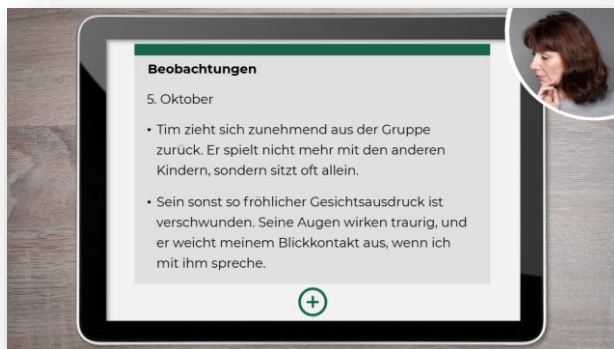 Beobachtungen
5. Oktober
• Tim zieht sich zunehmend aus der Gruppe
zurück. Er spielt nicht mehr mit den anderen
Kindern, sondern sitzt oft allein.
• Sein sonst so fröhlicher Gesichtsausdruck ist
verschwunden. Seine Augen wirken traurig, und
er weicht meinem Blickkontakt aus, wenn ich
mit ihm spreche.